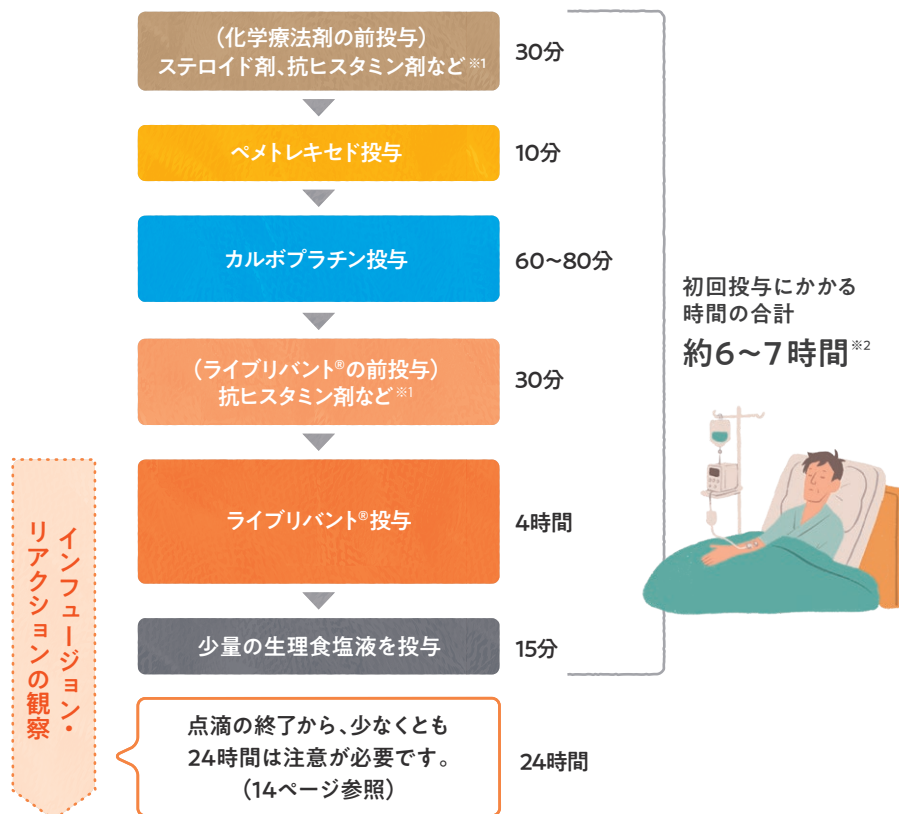 （化学療法剤の前投与）
ステロイド剤、抗ヒスタミン剤など※1
30分
ペメトレキセド投与
10分
カルボプラチン投与
60〜80分
（ライブリバント®の前投与）
抗ヒスタミン剤など※1
30分
ライブリバント®投与
4時間
少量の生理食塩液を投与
15分
初回投与にかかる
時間の合計
約6〜7時間※2
インフュージョン・
リアクションの観察
点滴の終了から、少なくとも
24時間は注意が必要です。
（14ページ参照）
24時間